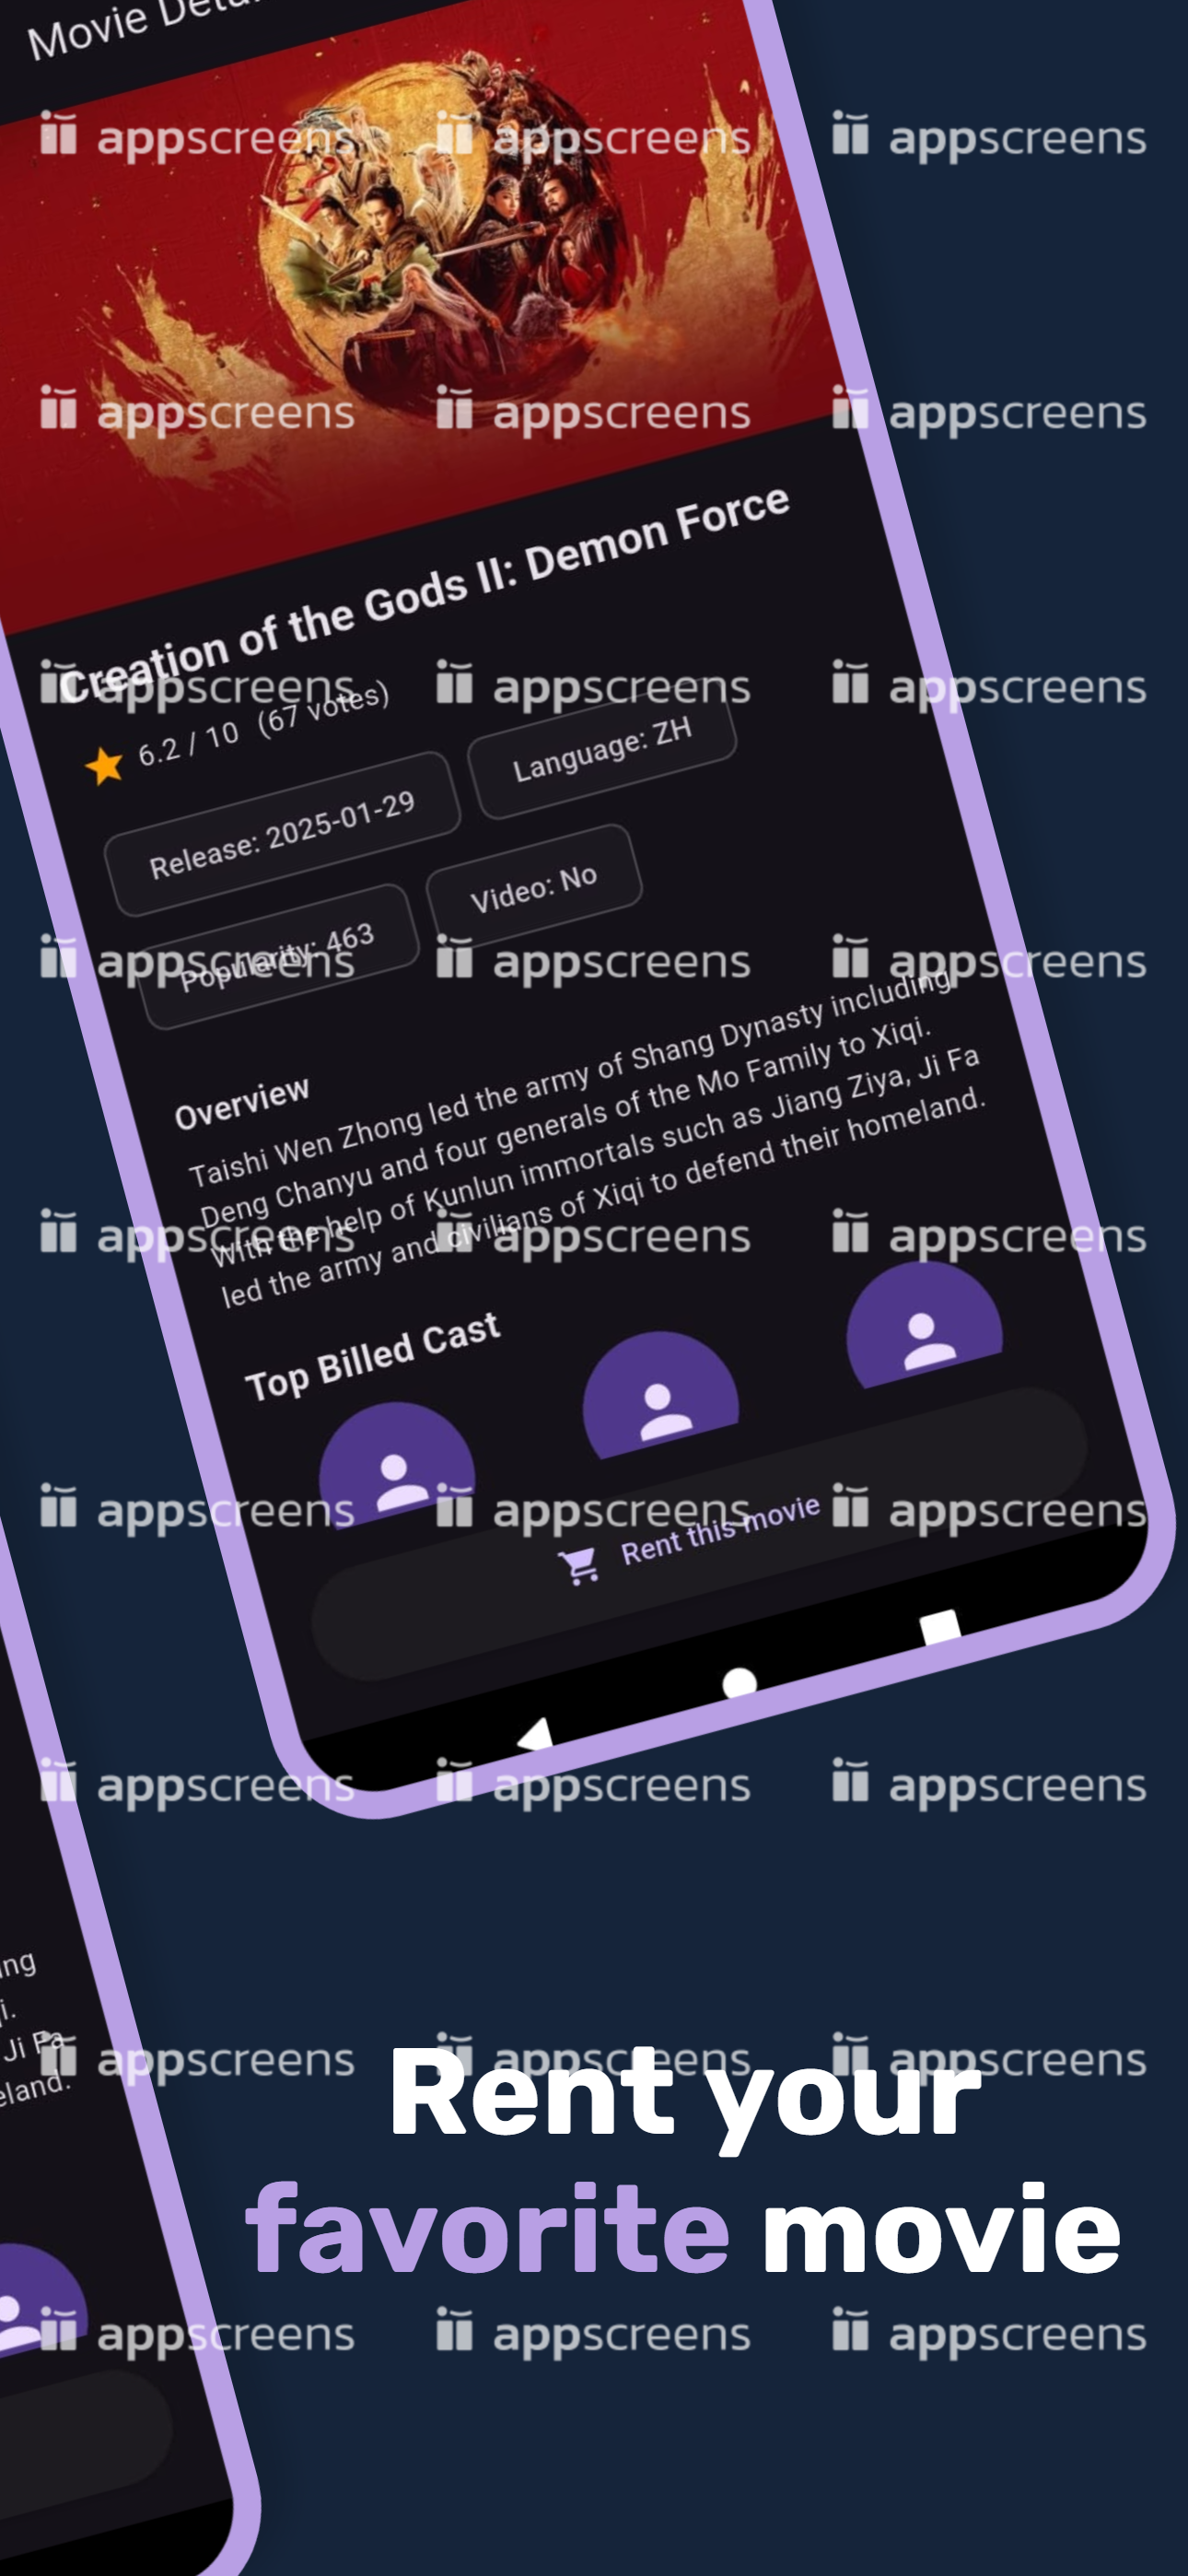 Movie Deta
Creation of the Gods II: Demon Force
6.2 / 10 (67 votes)
Release: 2025-01-29
Language: ZH
Popularity: 463
Video: No
Overview
Taishi Wen Zhong led the army of Shang Dynasty including
Deng Chanyu and four generals of the Mo Family to Xiqi.
With the help of Kunlun immortals such as Jiang Ziya, Ji Fa
led the army and civilians of Xiqi to defend their homeland.
Top Billed Cast
Rent this movie
ing
qi.
Ji Fa
eland.
Rent your
favorite movie
appscreens appscreens appscreens
appscreens appscreens appscreens
appscreens appscreens appscreens
appscreens appscreens appscreens
appscreens appscreens appscreens
appscreens appscreens appscreens
appscreens appscreens appscreens
appscreens appscreens appscreens
appscreens appscreens appscreens